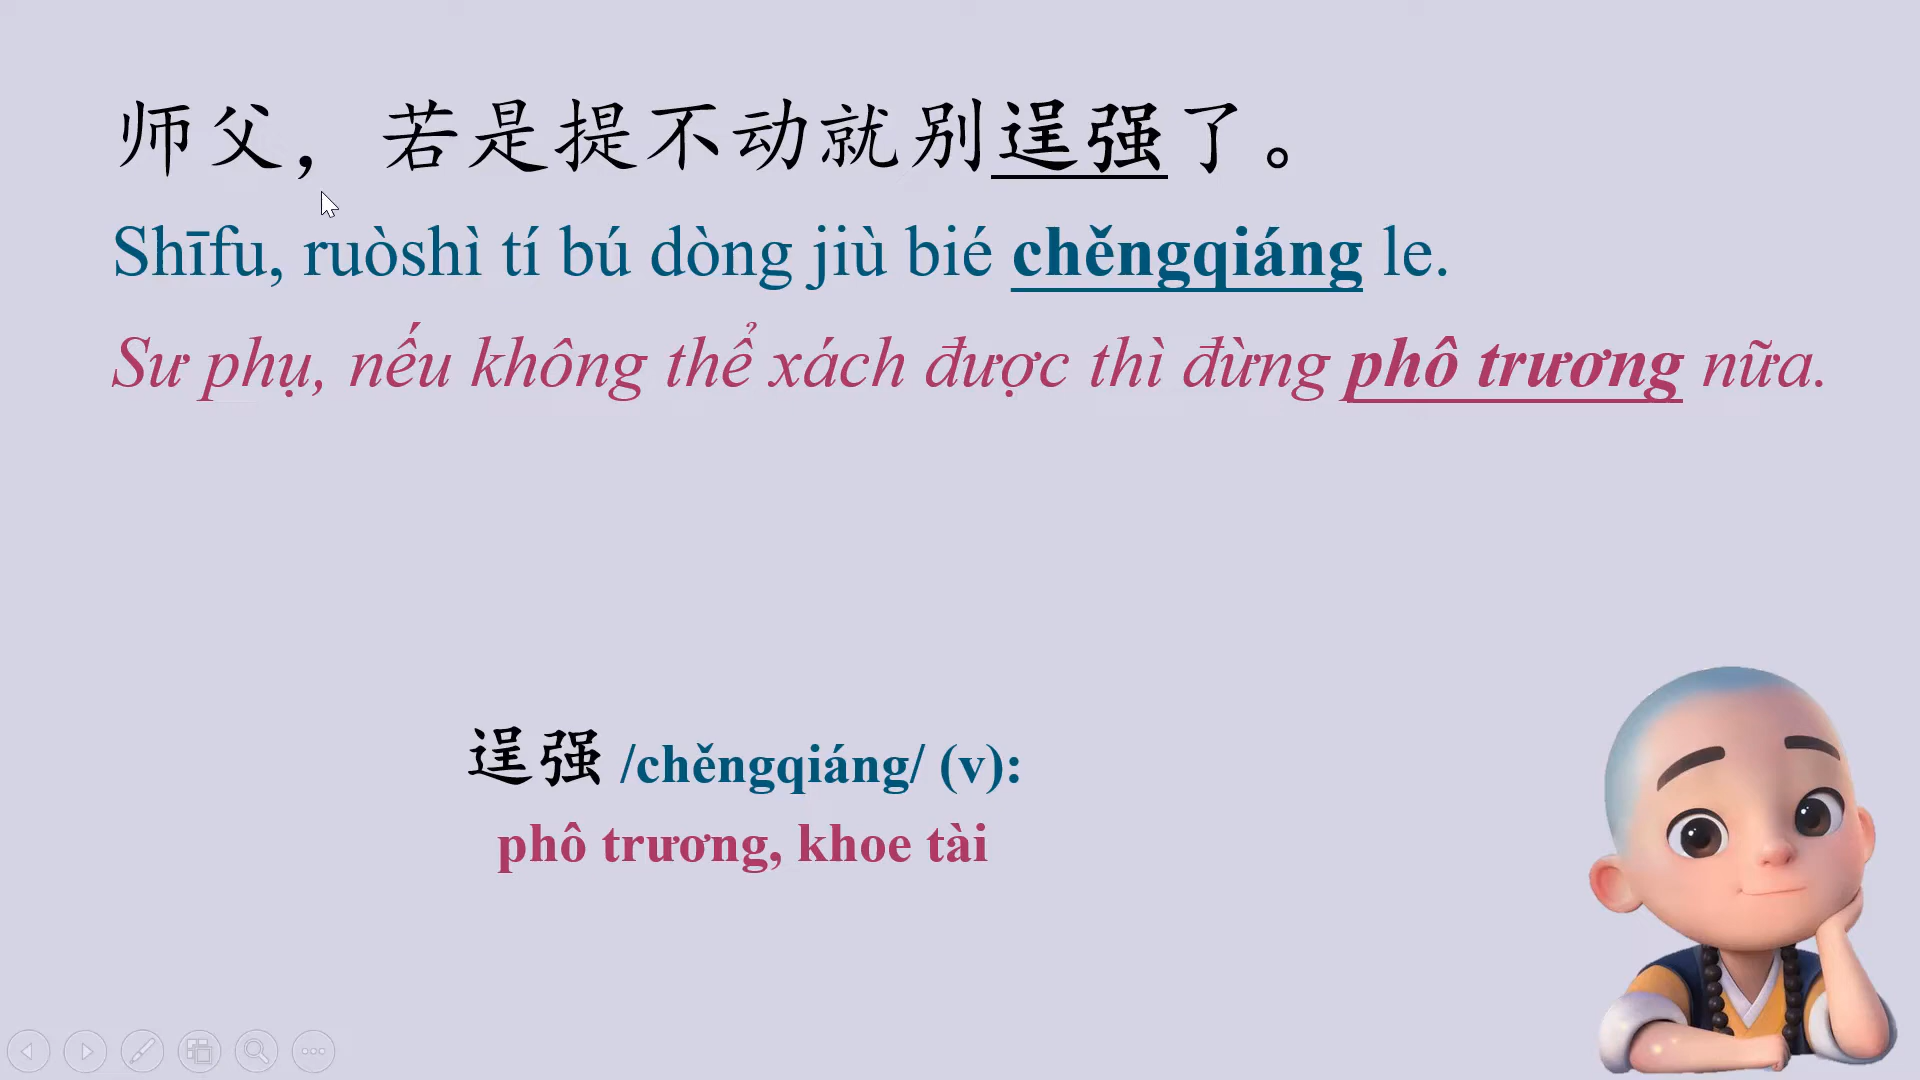 师父，若是提不动就别逞强了。
Shīfu, ruòshì tí bú dòng jiù bié chěngqiáng le.
Sư phụ, nếu không thể xách được thì đừng phô trương nữa.
逞强 /chěngqiáng/ (v):
phô trương, khoe tài